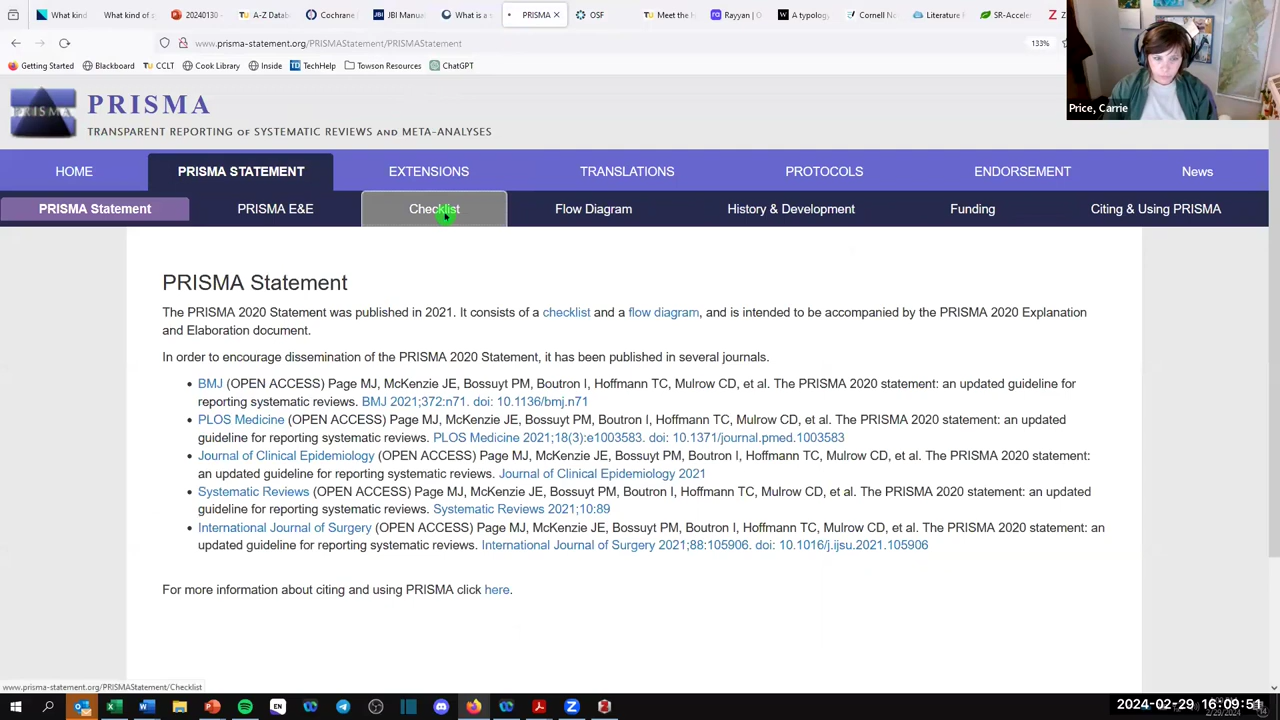 What kind
What kind of s
20240130 -
A-Z Datab
Cochrane
JBI Manua
What is a s
PRISMA
OSF
Meet the
Rayyan |
A typology
Cornell No
Literature
SR-Acceler
www.prisma-statement.org/PRISMAStatement/PRISMAStatement
133%
Getting Started
Blackboard
CCLT
Cook Library
Inside
TechHelp
Towson Resources
ChatGPT
Price, Carrie
PRISMA
TRANSPARENT REPORTING OF SYSTEMATIC REVIEWS AND META-ANALYSES
HOME
PRISMA STATEMENT
EXTENSIONS
TRANSLATIONS
PROTOCOLS
ENDORSEMENT
News
PRISMA Statement
PRISMA E&E
Checklist
Flow Diagram
History & Development
Funding
Citing & Using PRISMA
PRISMA Statement
The PRISMA 2020 Statement was published in 2021. It consists of a checklist and a flow diagram, and is intended to be accompanied by the PRISMA 2020 Explanation
and Elaboration document.
In order to encourage dissemination of the PRISMA 2020 Statement, it has been published in several journals.
• BMJ (OPEN ACCESS) Page MJ, McKenzie JE, Bossuyt PM, Boutron I, Hoffmann TC, Mulrow CD, et al. The PRISMA 2020 statement: an updated guideline for
reporting systematic reviews. BMJ 2021;372:n71. doi: 10.1136/bmj.n71
• PLOS Medicine (OPEN ACCESS) Page MJ, McKenzie JE, Bossuyt PM, Boutron I, Hoffmann TC, Mulrow CD, et al. The PRISMA 2020 statement: an updated
guideline for reporting systematic reviews. PLOS Medicine 2021;18(3):e1003583. doi: 10.1371/journal.pmed.1003583
• Journal of Clinical Epidemiology (OPEN ACCESS) Page MJ, McKenzie JE, Bossuyt PM, Boutron I, Hoffmann TC, Mulrow CD, et al. The PRISMA 2020 statement:
an updated guideline for reporting systematic reviews. Journal of Clinical Epidemiology 2021
• Systematic Reviews (OPEN ACCESS) Page MJ, McKenzie JE, Bossuyt PM, Boutron I, Hoffmann TC, Mulrow CD, et al. The PRISMA 2020 statement: an updated
guideline for reporting systematic reviews. Systematic Reviews 2021;10:89
• International Journal of Surgery (OPEN ACCESS) Page MJ, McKenzie JE, Bossuyt PM, Boutron I, Hoffmann TC, Mulrow CD, et al. The PRISMA 2020 statement: an
updated guideline for reporting systematic reviews. International Journal of Surgery 2021;88:105906. doi: 10.1016/j.ijsu.2021.105906
For more information about citing and using PRISMA click here.
www.prisma-statement.org/PRISMAStatement/Checklist
EN
2024-02-29 16:09:51